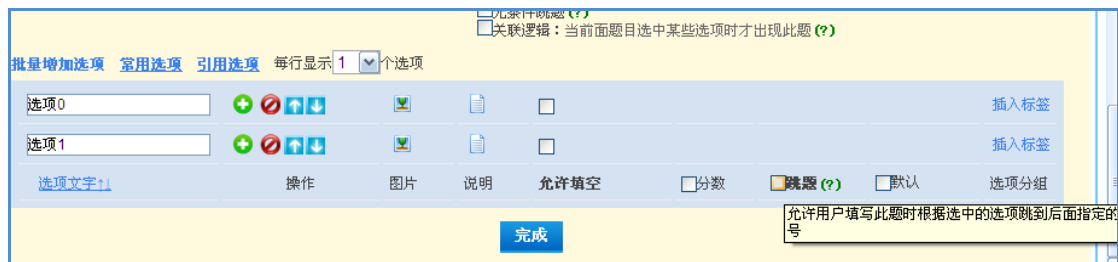 无条件跳题(?)
关联逻辑：当前面题目选中某些选项时才出现此题(?)
批量增加选项 常用选项 引用选项 每行显示 1 个选项
选项0 插入标签
选项1 插入标签
选项文字↑↓ 操作 图片 说明 允许填空 分数 跳题(?) 默认 选项分组
允许用户填写此题时根据选中的选项跳到后面指定的
号
完成